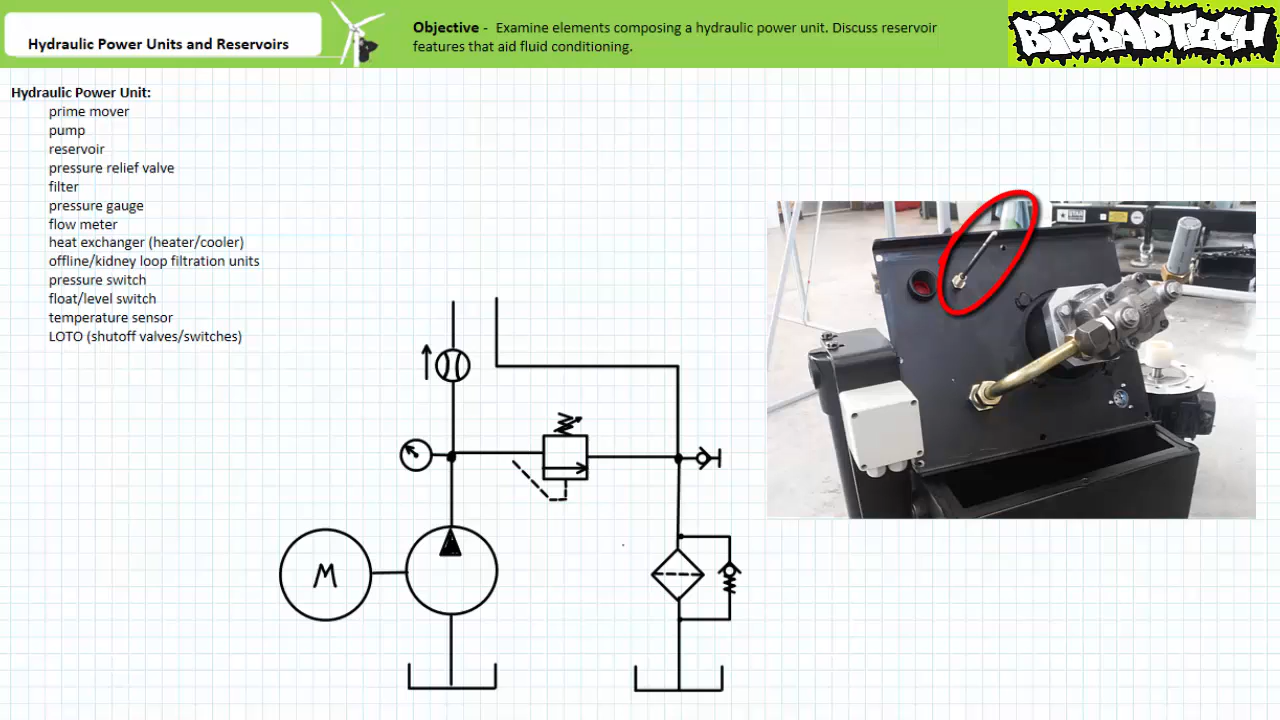 Hydraulic Power Units and Reservoirs
Objective - Examine elements composing a hydraulic power unit. Discuss reservoir
features that aid fluid conditioning.
BIGBADTECH
Hydraulic Power Unit:
prime mover
pump
reservoir
pressure relief valve
filter
pressure gauge
flow meter
heat exchanger (heater/cooler)
offline/kidney loop filtration units
pressure switch
float/level switch
temperature sensor
LOTO (shutoff valves/switches)
M
STAR